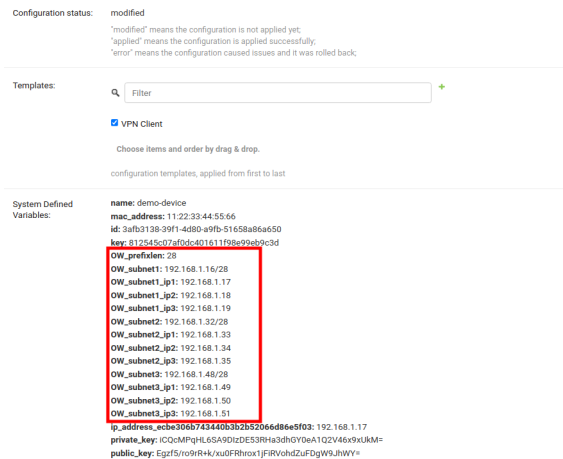 Configuration status: modified
"modified" means the configuration is not applied yet;
"applied" means the configuration is applied successfully;
"error" means the configuration caused issues and it was rolled back;
Templates:
Filter
VPN Client
Choose items and order by drag & drop.
configuration templates, applied from first to last
System Defined Variables:
name: demo-device
mac_address: 11:22:33:44:55:66
id: 3afb3138-39f1-4d80-a9fb-51658a86a650
key: 812545c07af0dc401611f98e99eb9c3d
OW_prefixlen: 28
OW_subnet1: 192.168.1.16/28
OW_subnet1_ip1: 192.168.1.17
OW_subnet1_ip2: 192.168.1.18
OW_subnet1_ip3: 192.168.1.19
OW_subnet2: 192.168.1.32/28
OW_subnet2_ip1: 192.168.1.33
OW_subnet2_ip2: 192.168.1.34
OW_subnet2_ip3: 192.168.1.35
OW_subnet3: 192.168.1.48/28
OW_subnet3_ip1: 192.168.1.49
OW_subnet3_ip2: 192.168.1.50
OW_subnet3_ip3: 192.168.1.51
ip_address_ecbe306b743440b3b2b52066d86e5f03: 192.168.1.17
private_key: iCQcMPqHL6SA9DIzDE53RHa3dhGY0eA1Q2V46x9xUkM=
public_key: Egzf5/ro9rR+k/xu0FRhrox1jFiRVohdZuFDgW9JhWY=